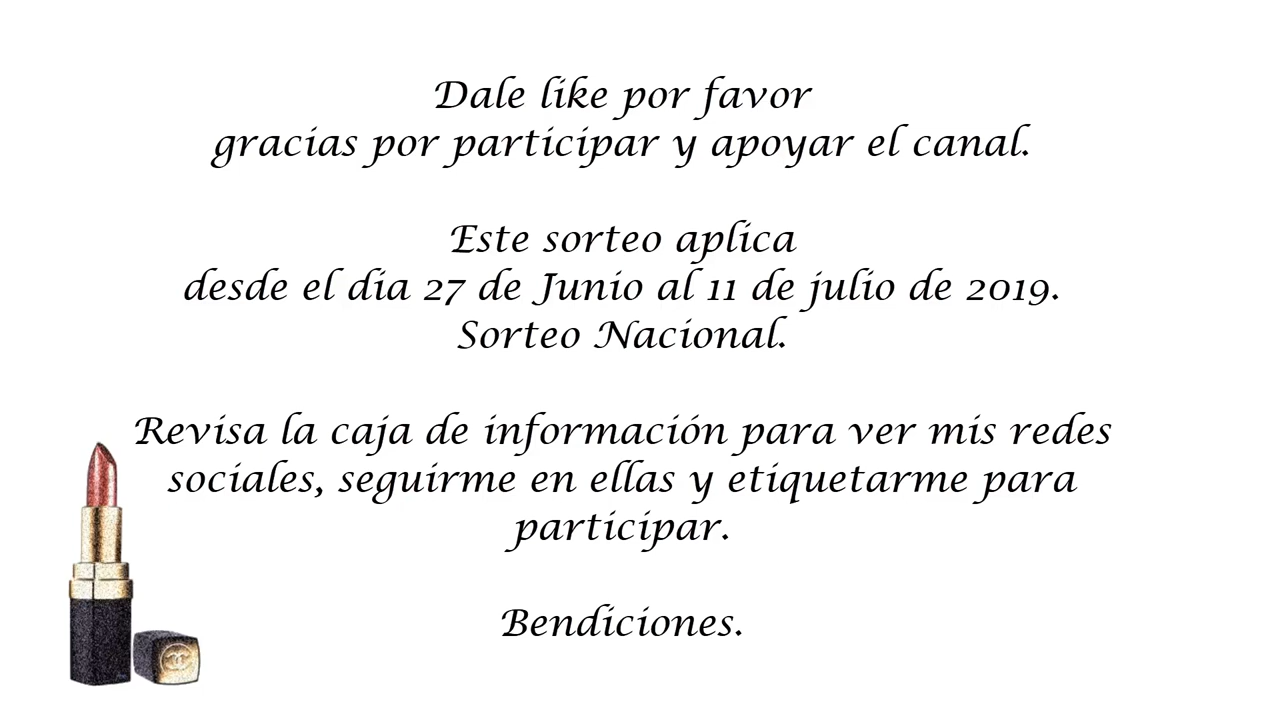 Dale like por favor
gracias por participar y apoyar el canal.
Este sorteo aplica
desde el dia 27 de Junio al 11 de julio de 2019.
Sorteo Nacional.
Revisa la caja de información para ver mis redes
sociales, seguirme en ellas y etiquetarme para
participar.
Bendiciones.